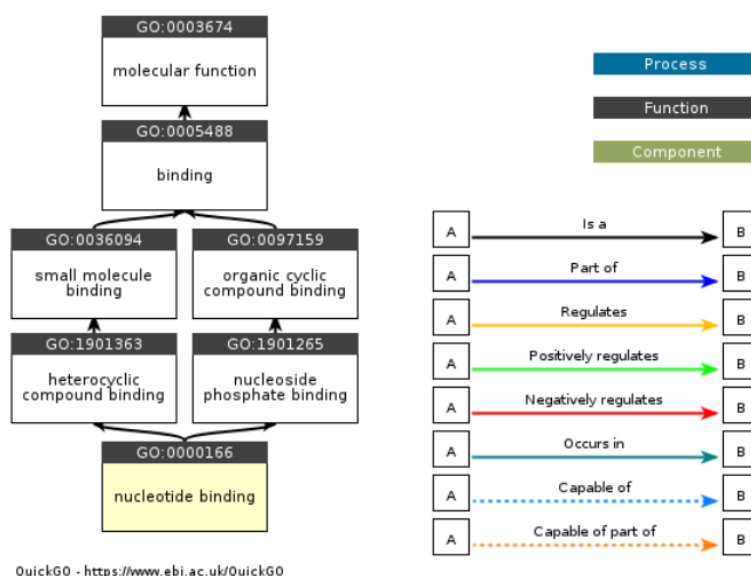 GO:0003674
molecular function
GO:0005488
binding
GO:0036094
small molecule
binding
GO:0097159
organic cyclic
compound binding
GO:1901363
heterocyclic
compound binding
GO:1901265
nucleoside
phosphate binding
GO:0000166
nucleotide binding
QuickGO - https://www.ebi.ac.uk/QuickGO
Process
Function
Component
A Is a B
A Part of B
A Regulates B
A Positively regulates B
A Negatively regulates B
A Occurs in B
A Capable of B
A Capable of part of B